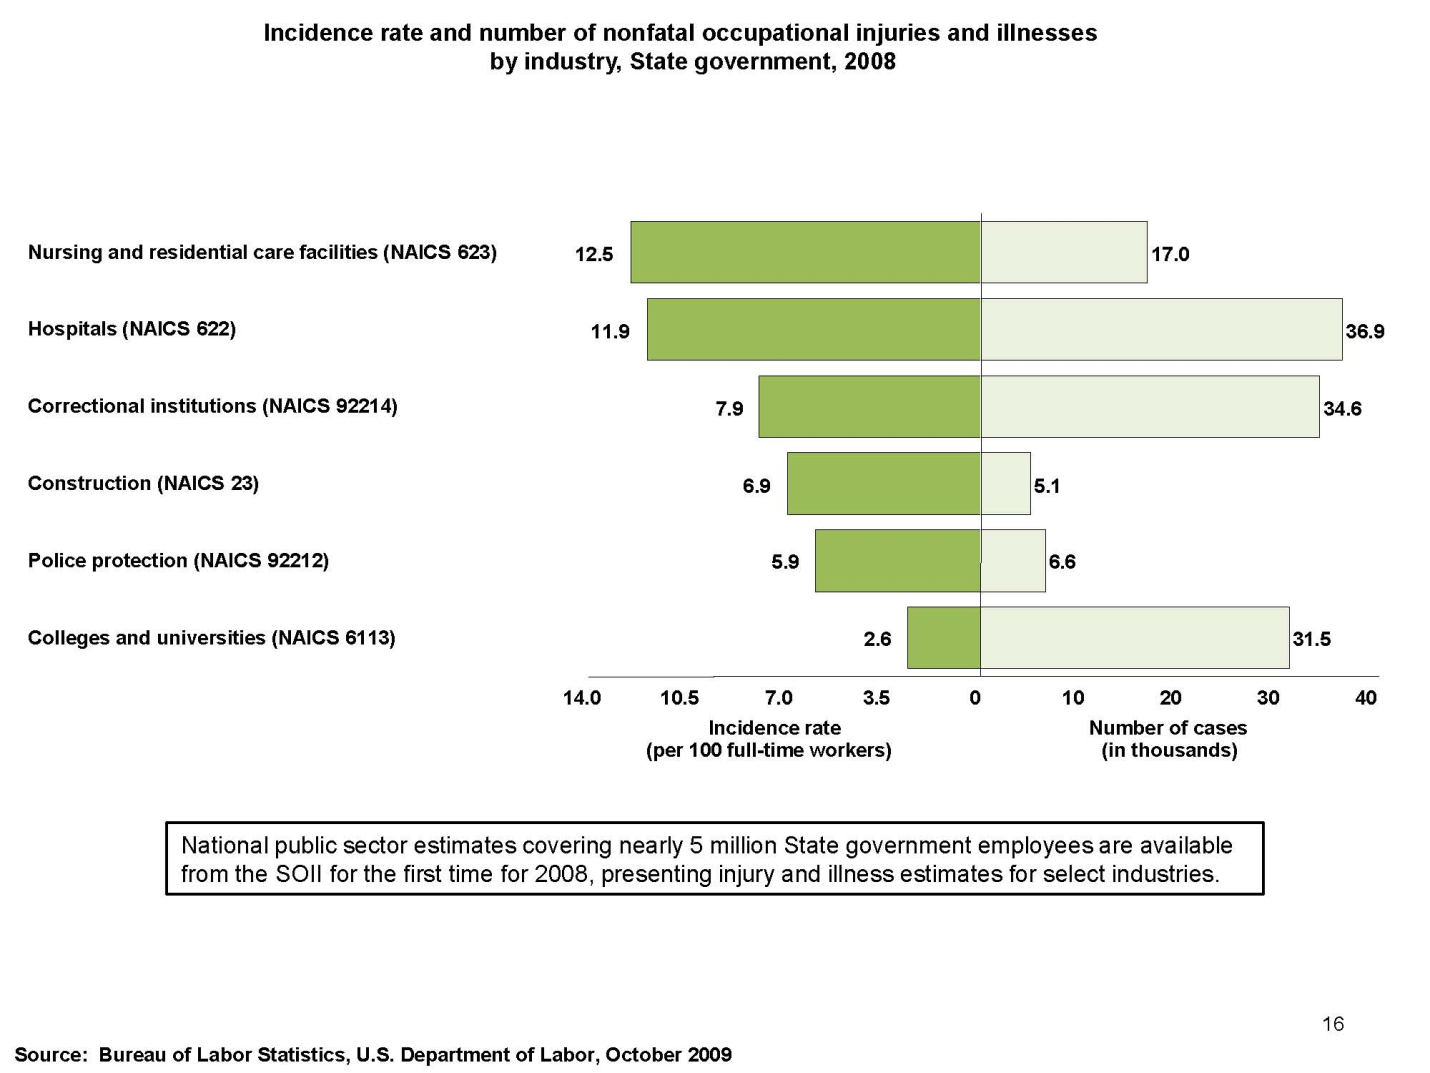 Incidence rate and number of nonfatal occupational injuries and illnesses
by industry, State government, 2008
Nursing and residential care facilities (NAICS 623) 12.5 17.0
Hospitals (NAICS 622) 11.9 36.9
Correctional institutions (NAICS 92214) 7.9 34.6
Construction (NAICS 23) 6.9 5.1
Police protection (NAICS 92212) 5.9 6.6
Colleges and universities (NAICS 6113) 2.6 31.5
14.0 10.5 7.0 3.5 0 10 20 30 40
Incidence rate Number of cases
(per 100 full-time workers) (in thousands)
National public sector estimates covering nearly 5 million State government employees are available
from the SOII for the first time for 2008, presenting injury and illness estimates for select industries.
16
Source:  Bureau of Labor Statistics, U.S. Department of Labor, October 2009